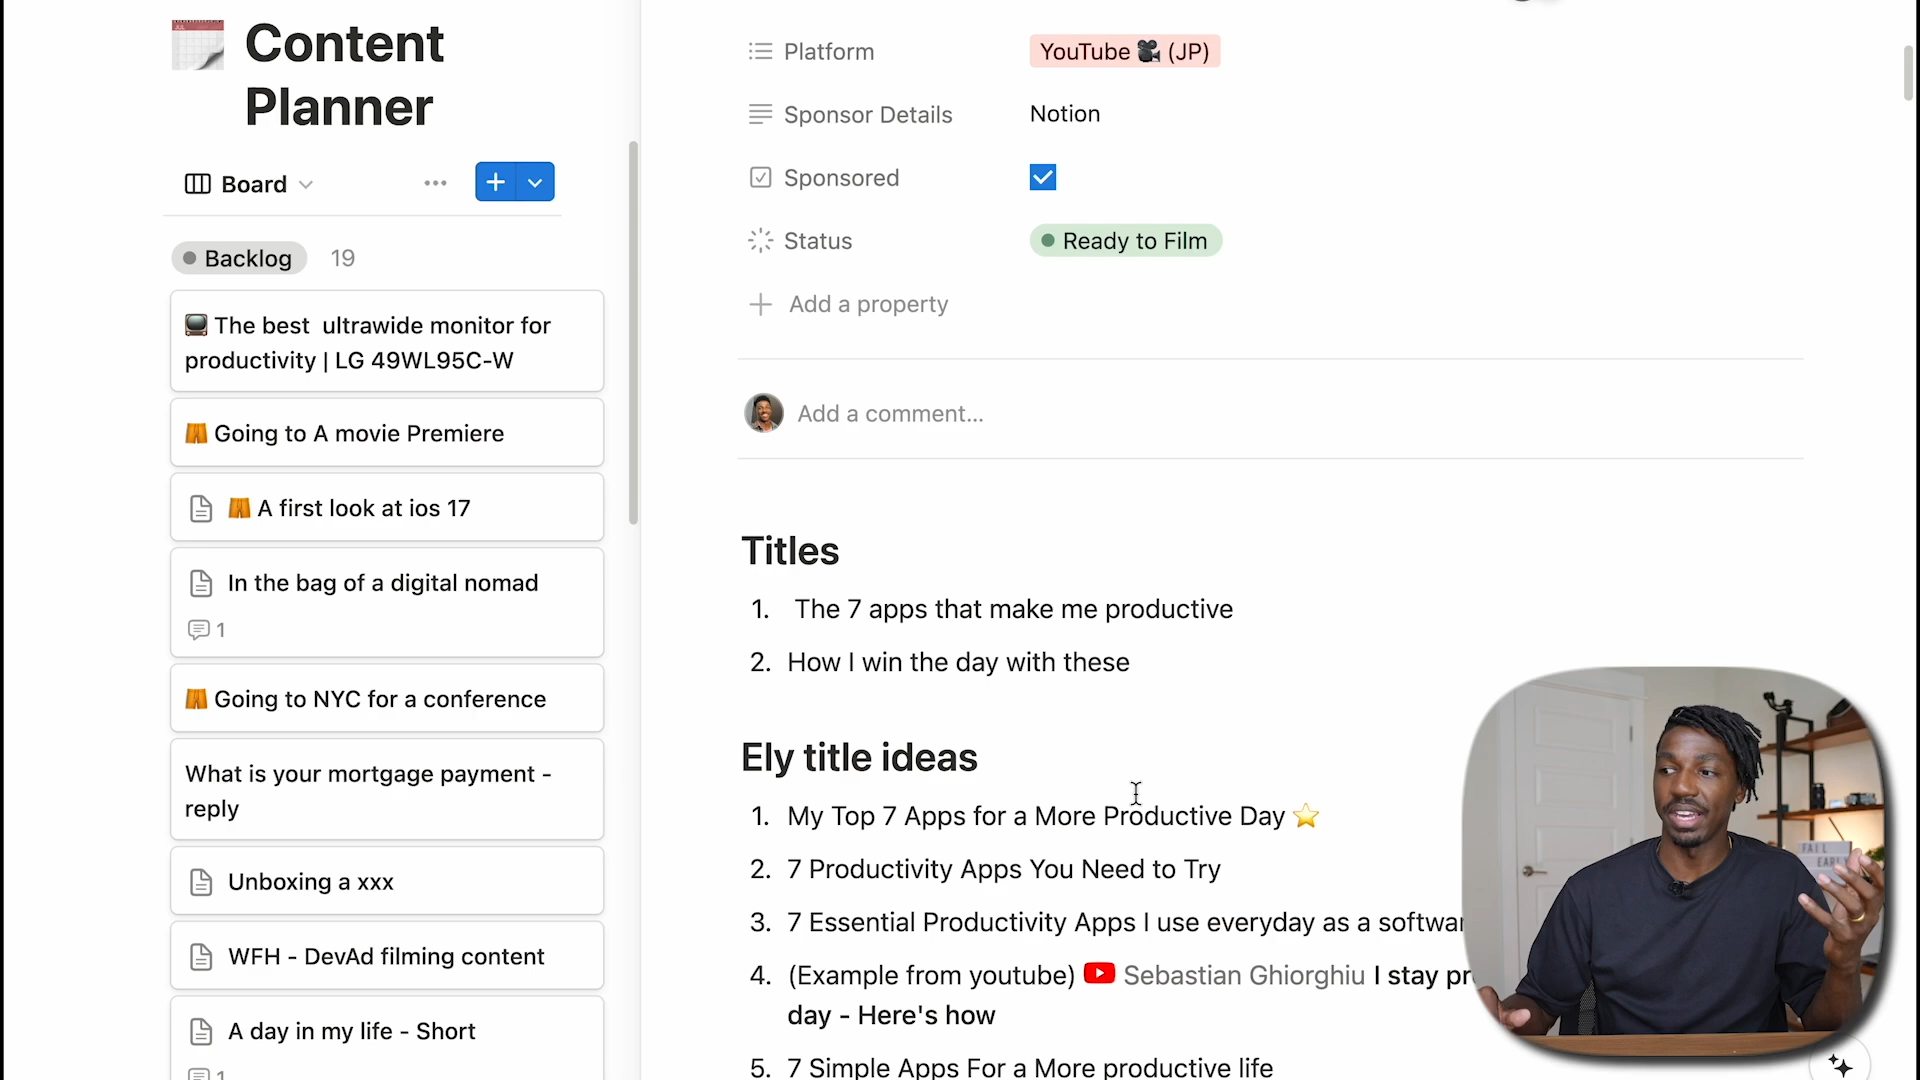 Content
Planner
Board
Backlog 19
The best ultrawide monitor for
productivity | LG 49WL95C-W
Going to A movie Premiere
A first look at ios 17
In the bag of a digital nomad
1
Going to NYC for a conference
What is your mortgage payment -
reply
Unboxing a xxx
WFH - DevAd filming content
A day in my life - Short
1
Platform YouTube (JP)
Sponsor Details Notion
Sponsored
Status Ready to Film
Add a property
Add a comment...
Titles
1. The 7 apps that make me productive
2. How I win the day with these
Ely title ideas
1. My Top 7 Apps for a More Productive Day
2. 7 Productivity Apps You Need to Try
3. 7 Essential Productivity Apps I use everyday as a softwar
4. (Example from youtube) Sebastian Ghiorghiu I stay pr
day - Here's how
5. 7 Simple Apps For a More productive life
FAIL
EARLY